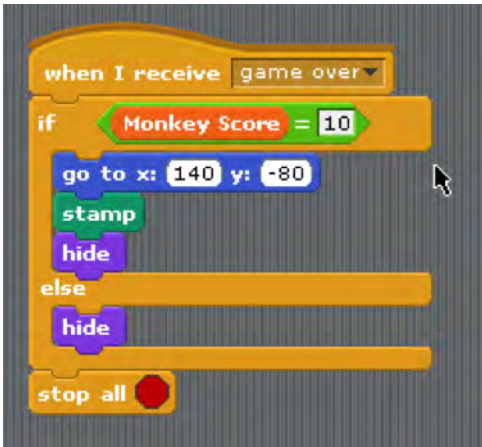 when I receive game over
if Monkey Score = 10
go to x: 140 y: -80
stamp
hide
else
hide
stop all